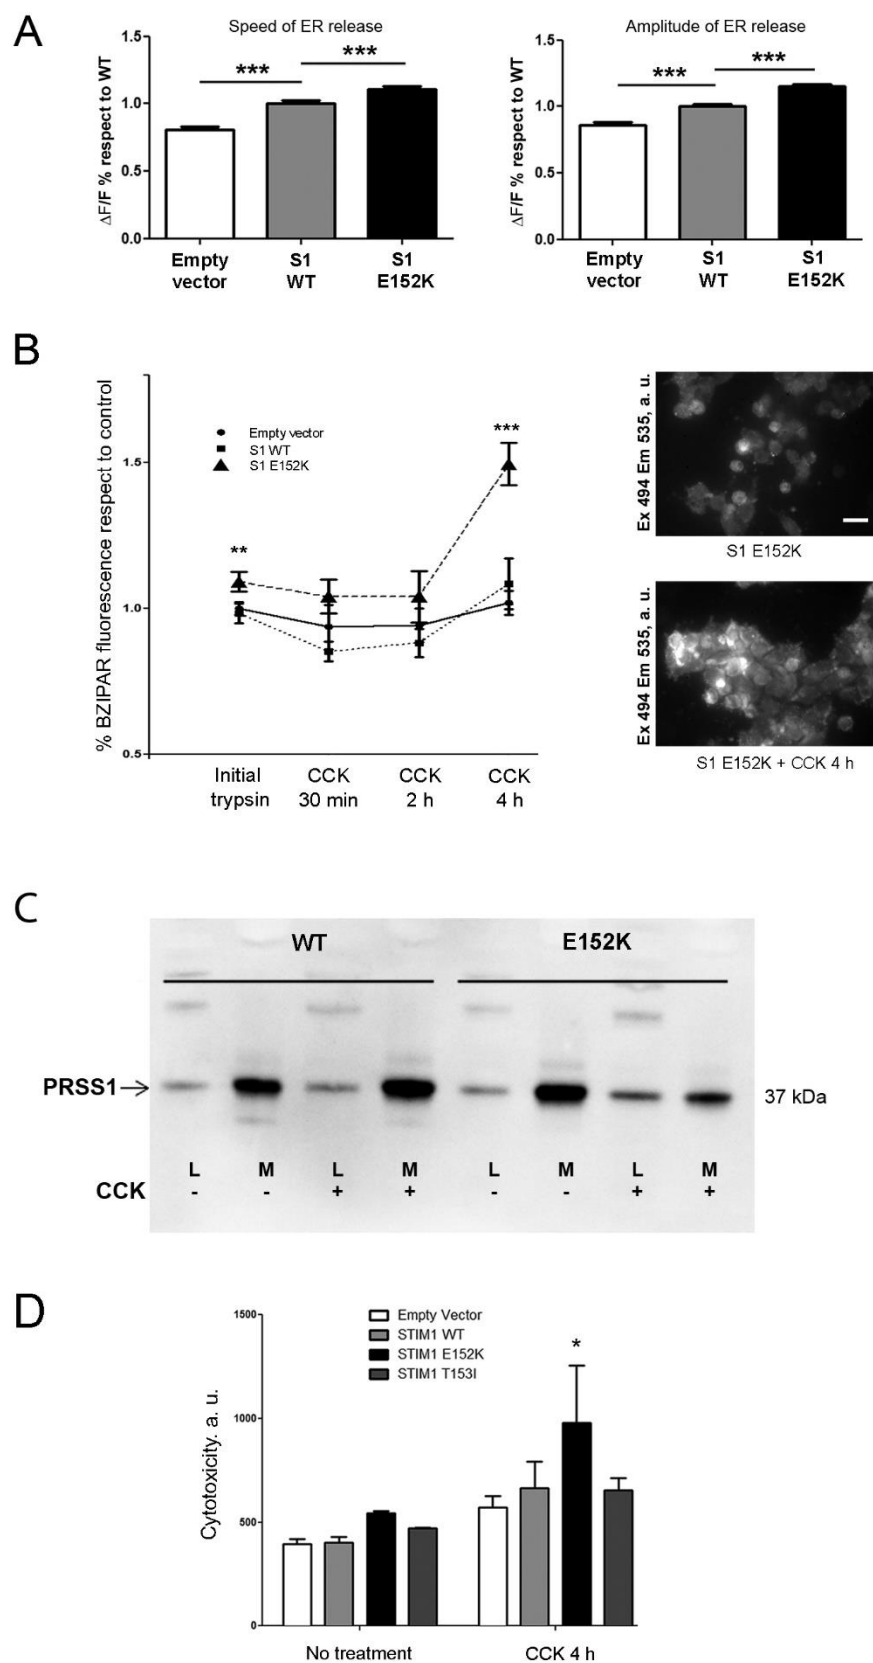 A
Speed of ER release
ΔF/F % respect to WT
1.5
1.0
0.5
0.0
***
***
Empty vector
S1 WT
S1 E152K
Amplitude of ER release
ΔF/F % respect to WT
1.5
1.0
0.5
0.0
***
***
Empty vector
S1 WT
S1 E152K
B
% BZIPAR fluorescence respect to control
1.5
1.0
0.5
Empty vector
S1 WT
S1 E152K
**
***
Initial trypsin
CCK 30 min
CCK 2 h
CCK 4 h
Ex 494 Em 535, a. u.
S1 E152K
Ex 494 Em 535, a. u.
S1 E152K + CCK 4 h
C
WT
E152K
PRSS1
37 kDa
L M L M L M L M
CCK - - + + - - + +
D
Cytotoxicity. a. u.
1500
1000
500
0
Empty Vector
STIM1 WT
STIM1 E152K
STIM1 T153I
*
No treatment
CCK 4 h